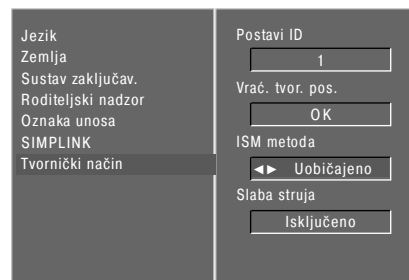 Jezik
Zemlja
Sustav zaključav.
Roditeljski nadzor
Oznaka unosa
SIMPLINK
Tvornički način
Postavi ID
1
Vrać. tvor. pos.
OK
ISM metoda
◄► Uobičajeno
Slaba struja
Isključeno